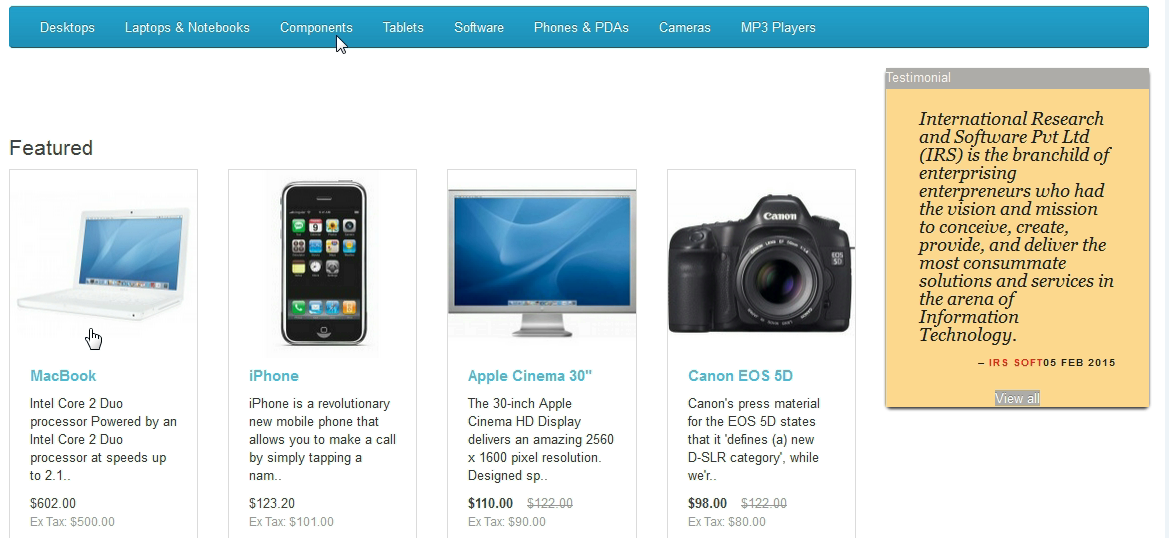 Desktops Laptops & Notebooks Components Tablets Software Phones & PDAs Cameras MP3 Players
Testimonial
International Research
and Software Pvt Ltd
(IRS) is the branchild of
enterprising
enterpreneurs who had
the vision and mission
to conceive, create,
provide, and deliver the
most consummate
solutions and services in
the arena of
Information
Technology.
– IRS SOFT05 FEB 2015
View all
Featured
MacBook
Intel Core 2 Duo
processor Powered by an
Intel Core 2 Duo
processor at speeds up
to 2.1..
$602.00
Ex Tax: $500.00
iPhone
iPhone is a revolutionary
new mobile phone that
allows you to make a call
by simply tapping a
nam..
$123.20
Ex Tax: $101.00
Apple Cinema 30"
The 30-inch Apple
Cinema HD Display
delivers an amazing 2560
x 1600 pixel resolution.
Designed sp..
$110.00 $122.00
Ex Tax: $90.00
Canon
EOS
5D
Canon EOS 5D
Canon's press material
for the EOS 5D states
that it 'defines (a) new
D-SLR category', while
we'r..
$98.00 $122.00
Ex Tax: $80.00